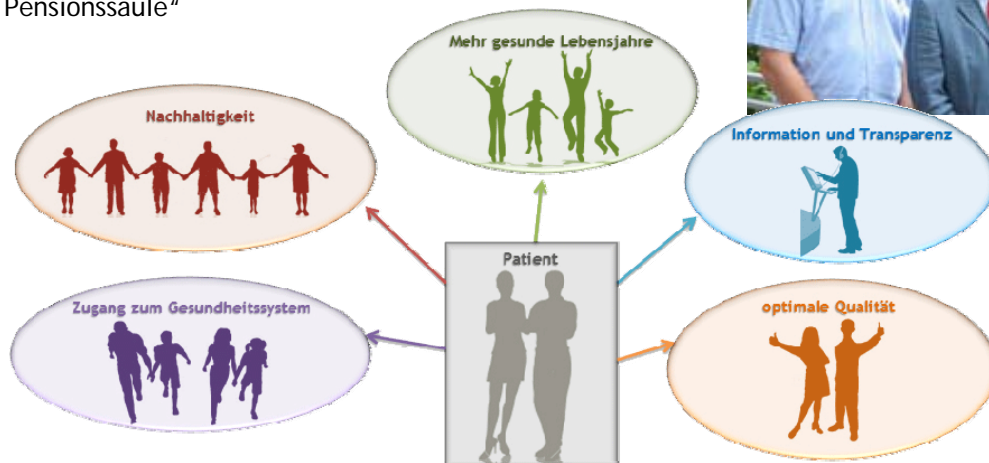 Pensionssäule“
Mehr gesunde Lebensjahre
Nachhaltigkeit
Information und Transparenz
Patient
Zugang zum Gesundheitssystem
optimale Qualität